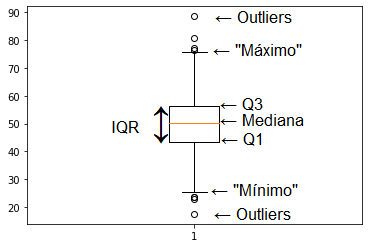 90
← Outliers
80
← "Máximo"
70
60
← Q3
← Mediana
50
IQR
← Q1
40
30
← "Mínimo"
20
← Outliers
1